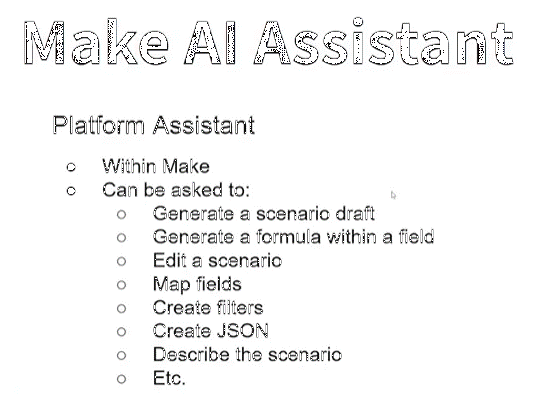 Make AI Assistant
Platform Assistant
Within Make
Can be asked to:
Generate a scenario draft
Generate a formula within a field
Edit a scenario
Map fields
Create filters
Create JSON
Describe the scenario
Etc.